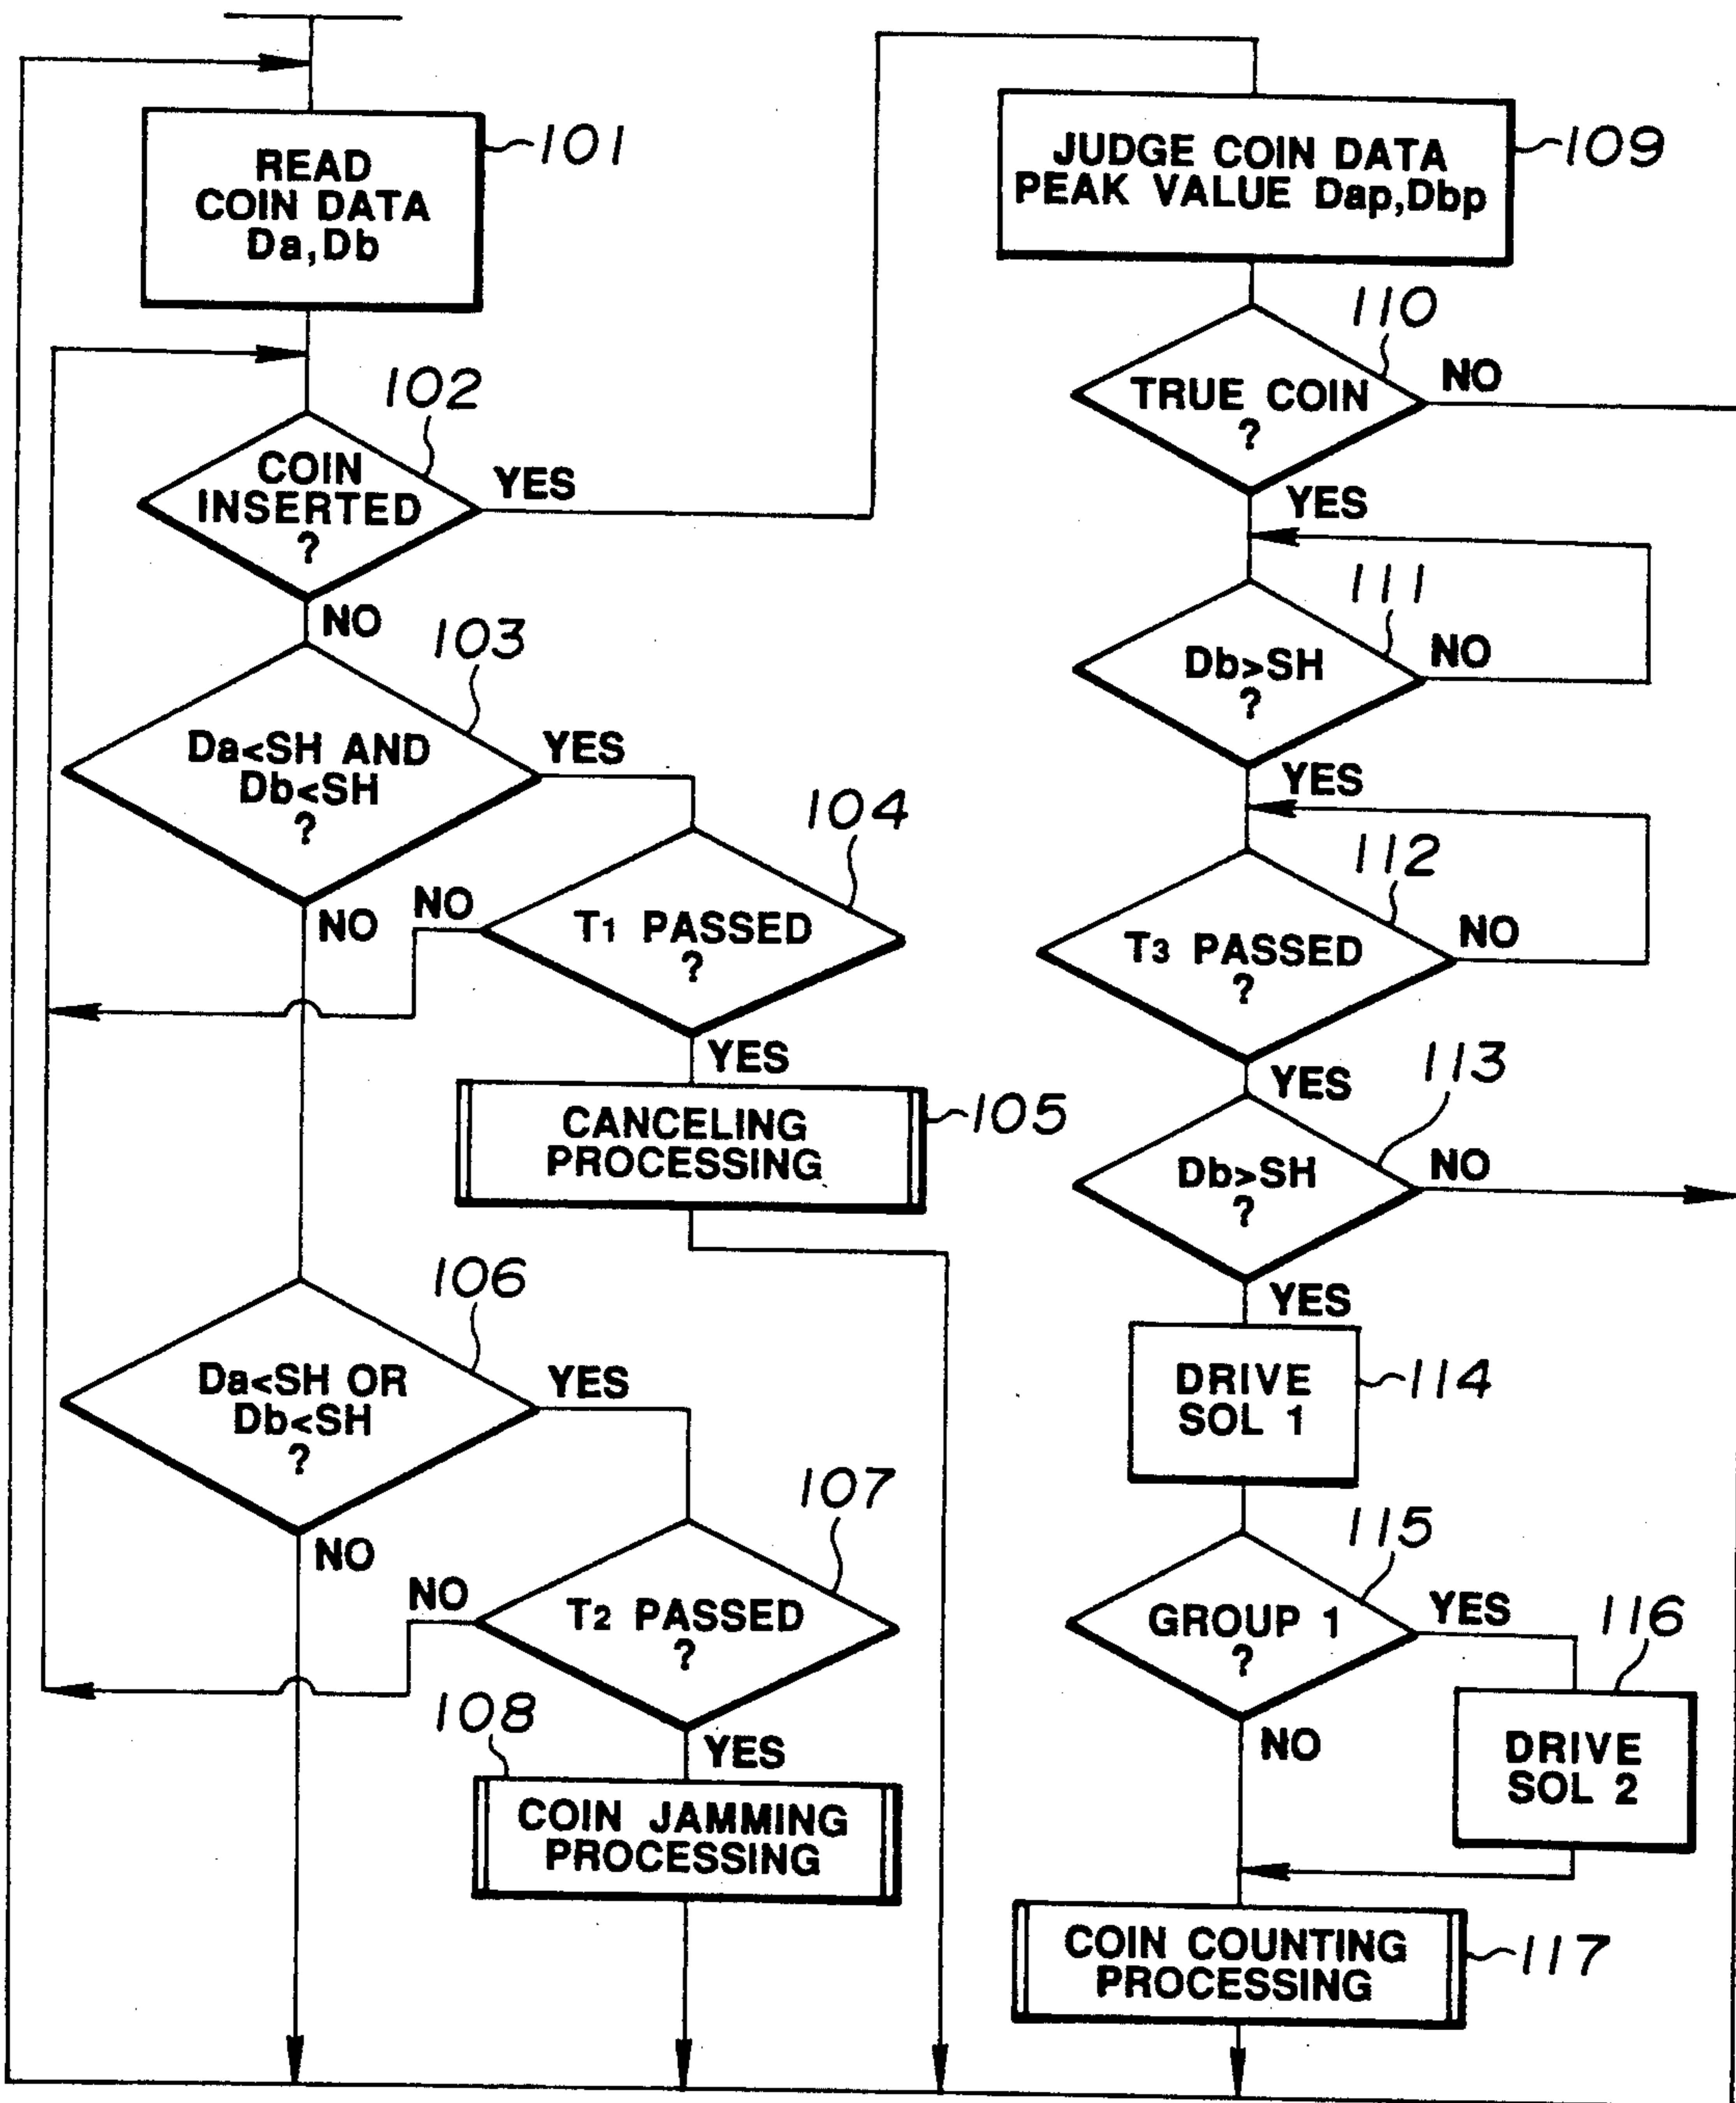 READ
COIN DATA
Da,Db
101
COIN
INSERTED
?
102
YES
NO
103
Da<SH AND
Db<SH
?
YES
NO
104
T1 PASSED
?
NO
YES
CANCELING
PROCESSING
105
106
Da<SH OR
Db<SH
?
YES
NO
107
T2 PASSED
?
NO
YES
108
COIN JAMMING
PROCESSING
JUDGE COIN DATA
PEAK VALUE Dap,Dbp
109
110
TRUE COIN
?
NO
YES
111
Db>SH
?
NO
YES
112
T3 PASSED
?
NO
YES
113
Db>SH
?
NO
YES
DRIVE
SOL 1
114
115
GROUP 1
?
YES
NO
116
DRIVE
SOL 2
COIN COUNTING
PROCESSING
117